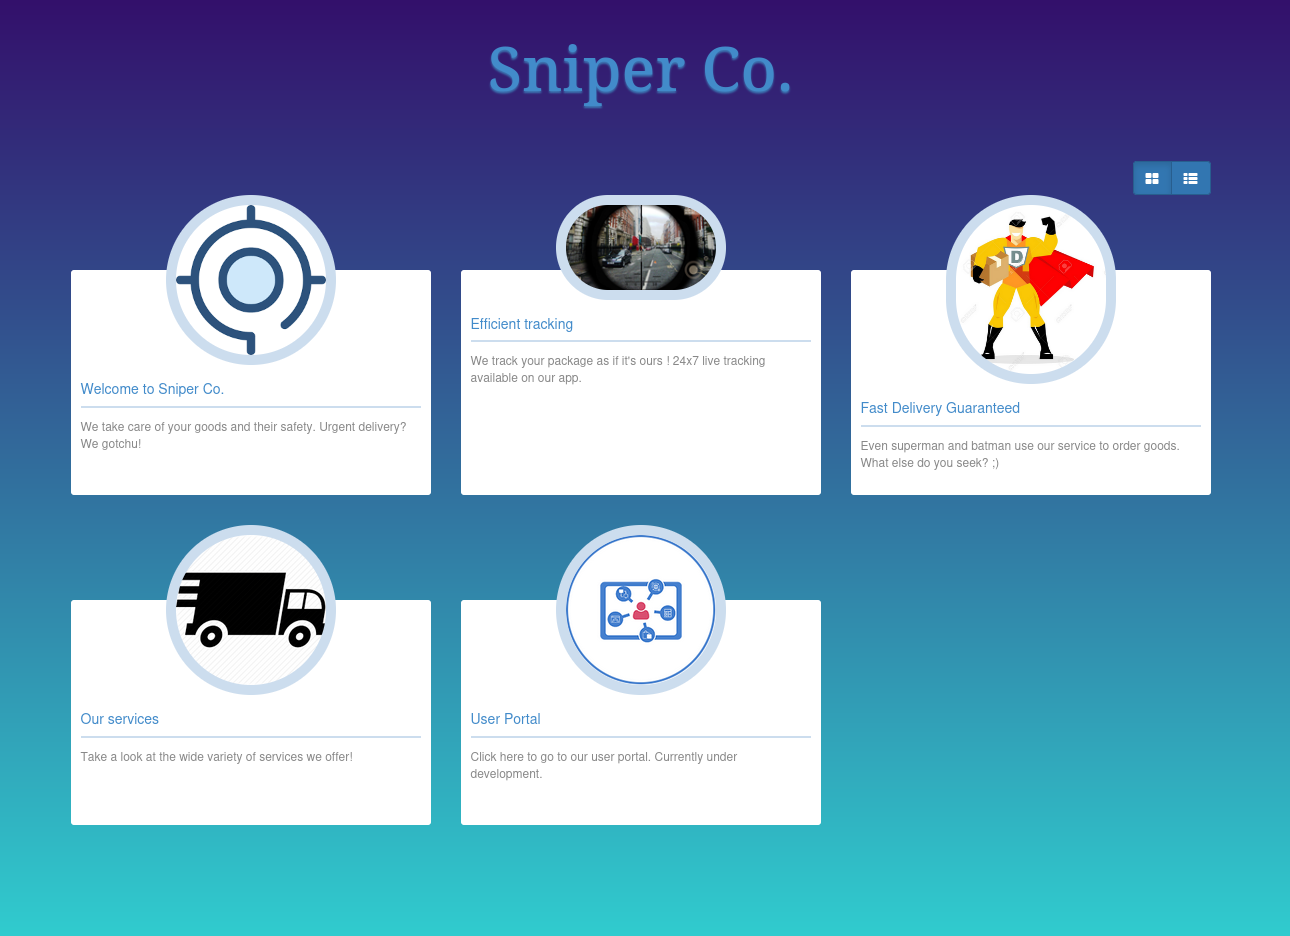 Sniper Co.
Welcome to Sniper Co.
We take care of your goods and their safety. Urgent delivery?
We gotchu!
Efficient tracking
We track your package as if it's ours ! 24x7 live tracking
available on our app.
D
Fast Delivery Guaranteed
Even superman and batman use our service to order goods.
What else do you seek? ;)
Our services
Take a look at the wide variety of services we offer!
User Portal
Click here to go to our user portal. Currently under
development.